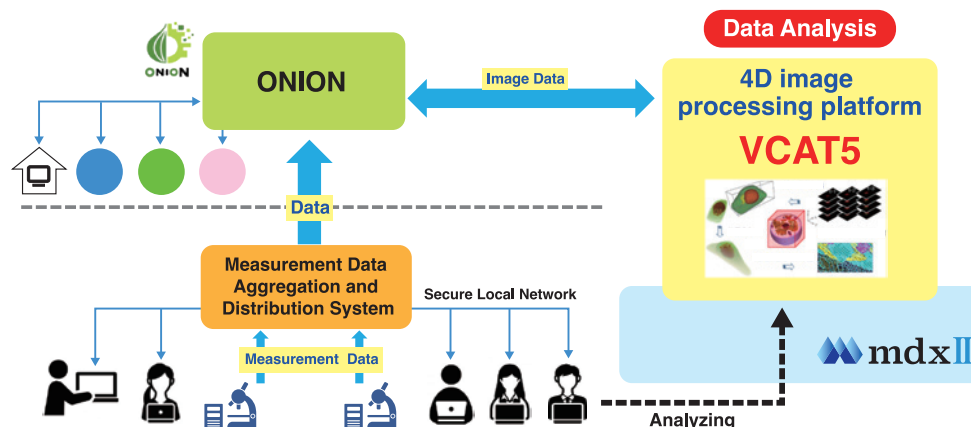 Data Analysis
ONION
ONION
Image Data
4D image
processing platform
VCAT5
Data
Measurement Data
Aggregation and
Distribution System
Secure Local Network
Measurement Data
mdxⅡ
Analyzing